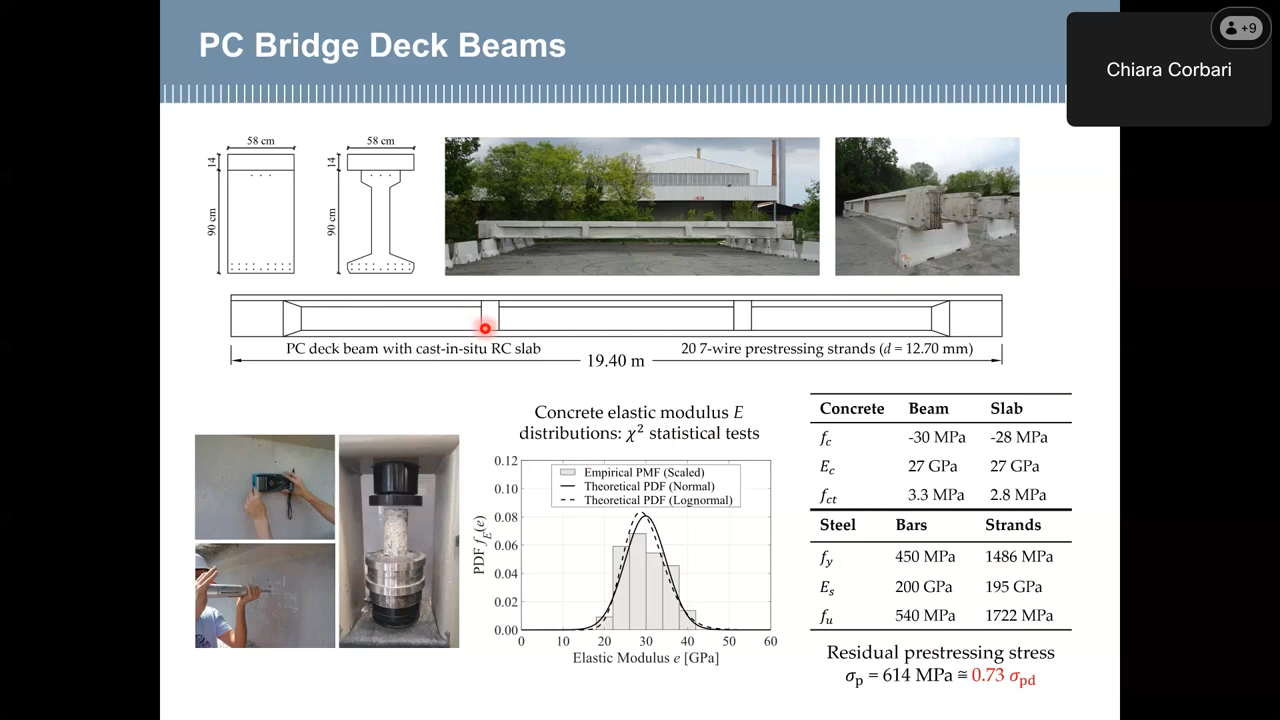 PC Bridge Deck Beams
+9
Chiara Corbari
58 cm
58 cm
14
14
90 cm
90 cm
PC deck beam with cast-in-situ RC slab
20 7-wire prestressing strands (d = 12.70 mm)
19.40 m
Concrete elastic modulus E
distributions: χ² statistical tests
0.12
0.10
0.08
0.06
0.04
0.02
0.00
PDF f_E(e)
Empirical PMF (Scaled)
Theoretical PDF (Normal)
Theoretical PDF (Lognormal)
0 10 20 30 40 50 60
Elastic Modulus e [GPa]
Concrete Beam Slab
f_c -30 MPa -28 MPa
E_c 27 GPa 27 GPa
f_ct 3.3 MPa 2.8 MPa
Steel Bars Strands
f_y 450 MPa 1486 MPa
E_s 200 GPa 195 GPa
f_u 540 MPa 1722 MPa
Residual prestressing stress
σ_p = 614 MPa ≅ 0.73 σ_pd